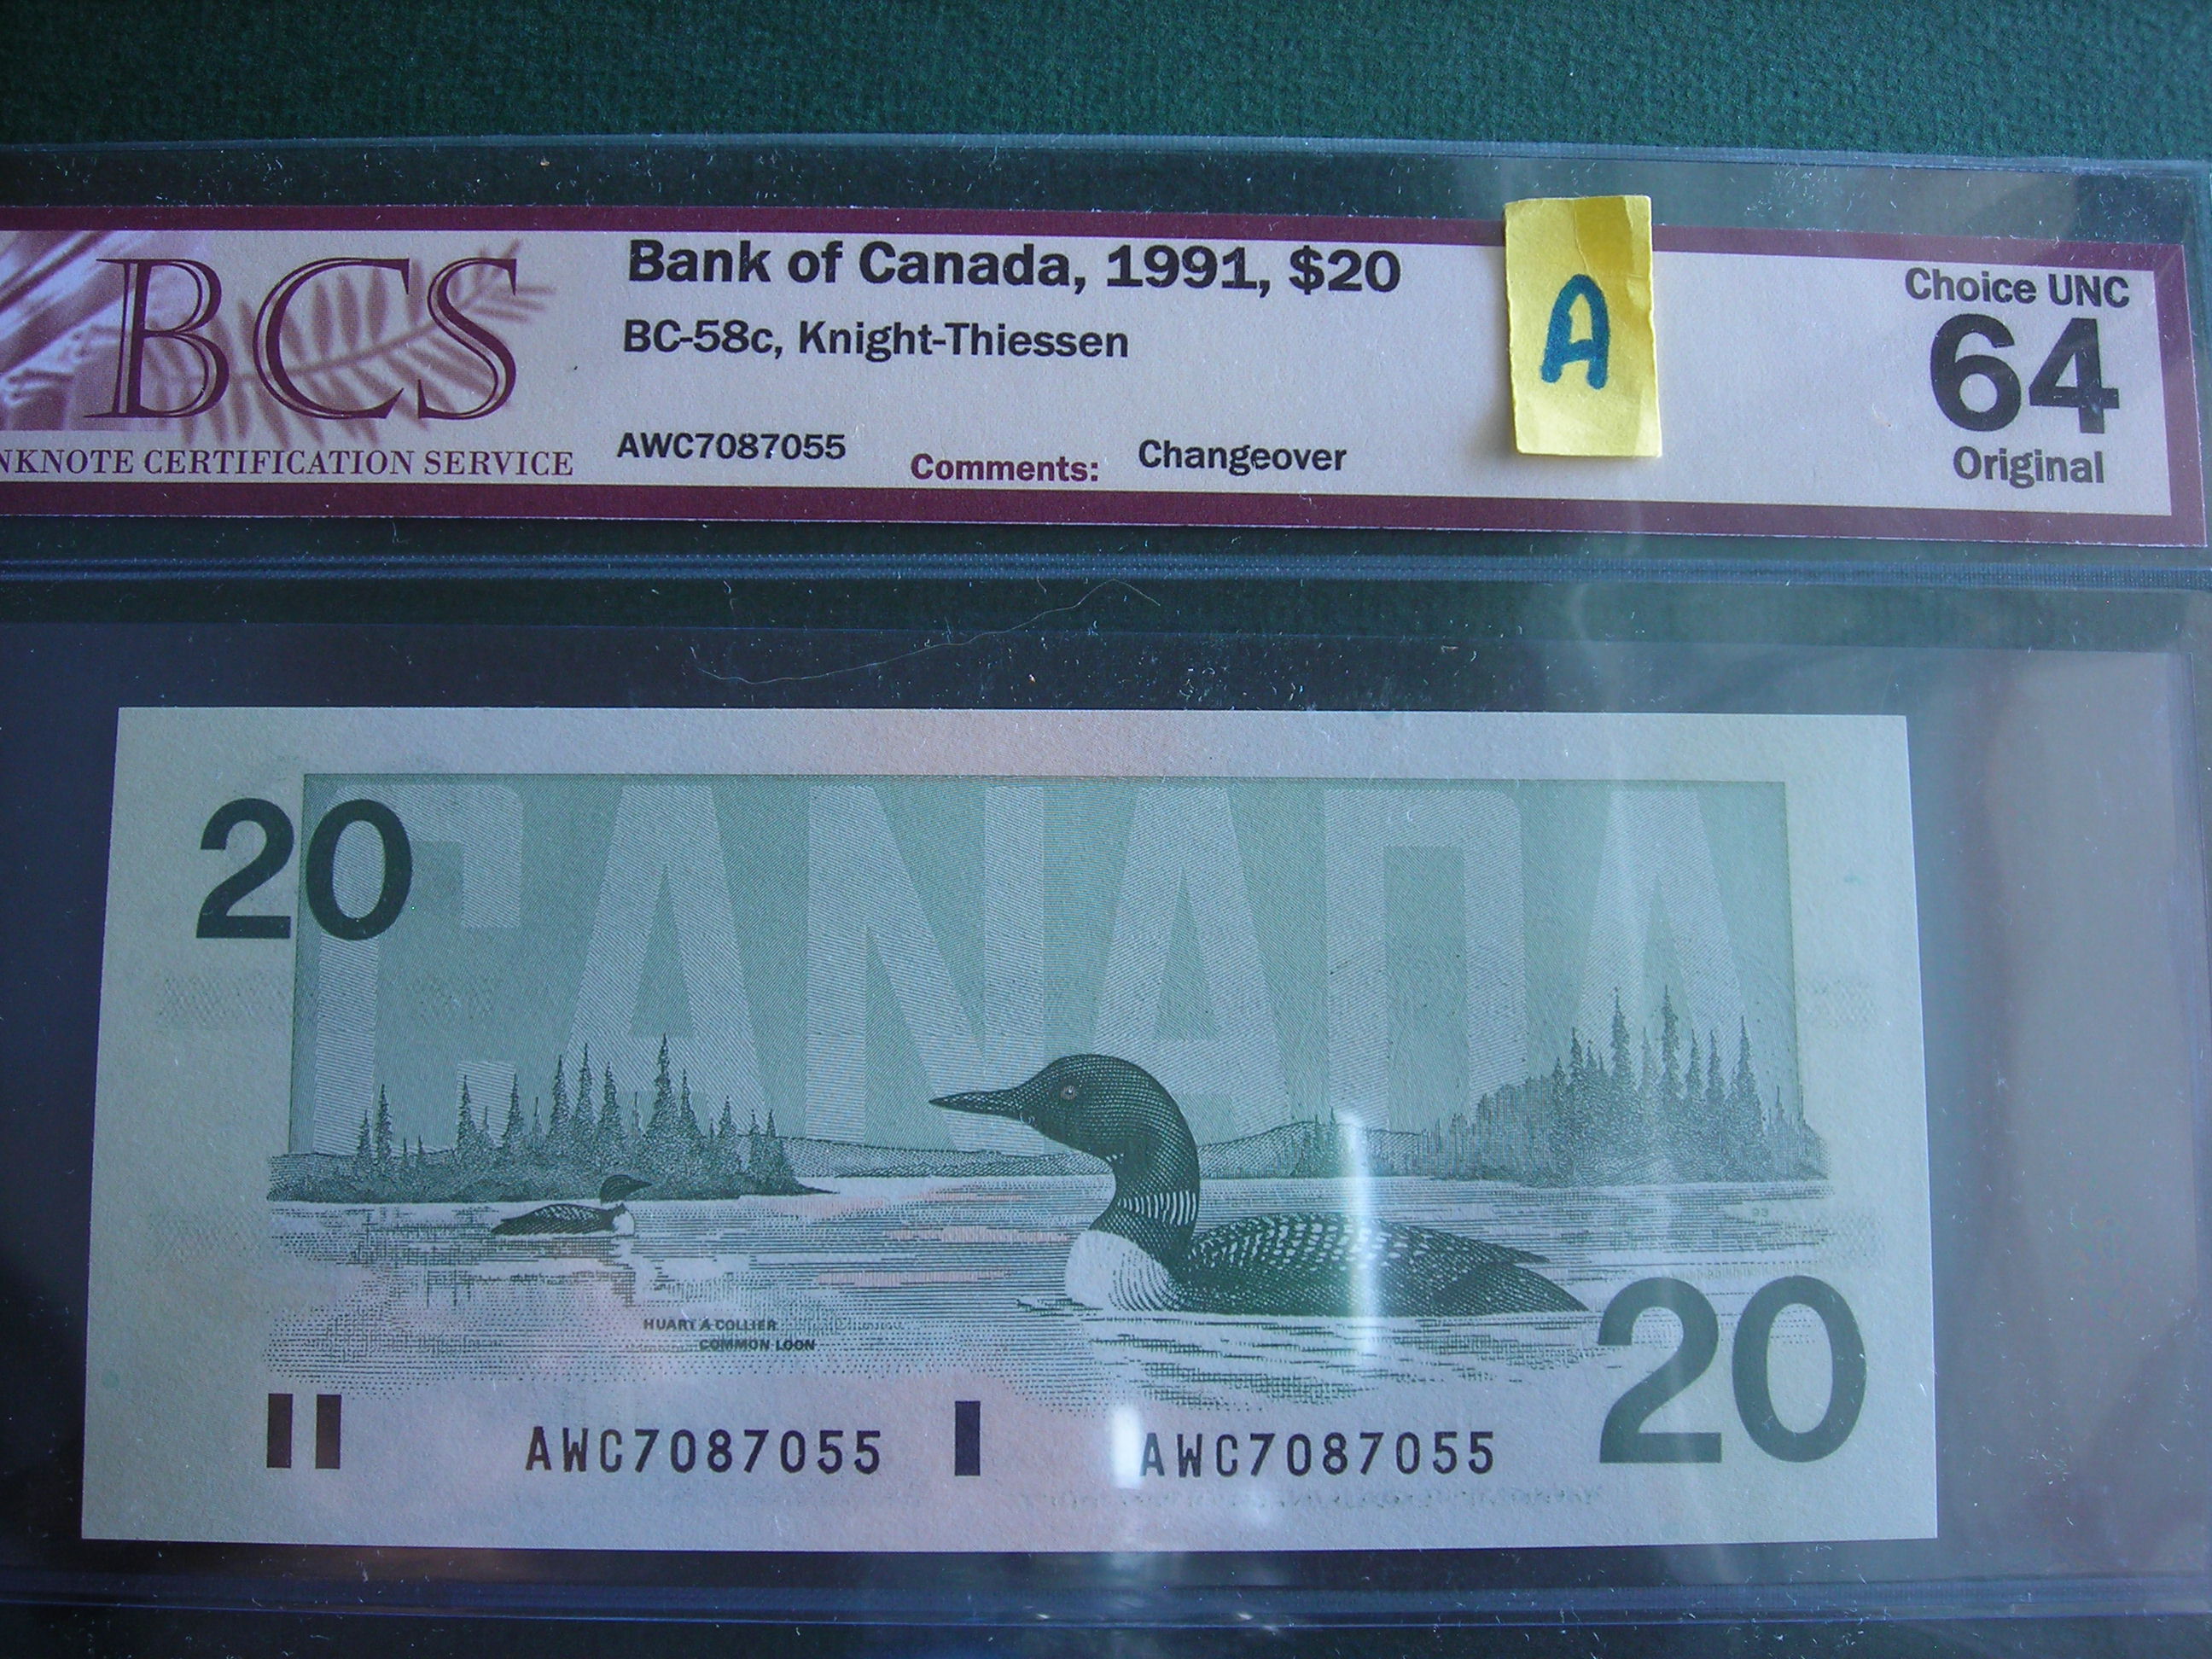 BCS
NKNOTE CERTIFICATION SERVICE
Bank of Canada, 1991, $20
BC-58c, Knight-Thiessen
AWC7087055
Comments: Changeover
A
Choice UNC
64
Original
20
CANADA
93
HUART À COLLIER
COMMON LOON
20
AWC7087055
AWC7087055